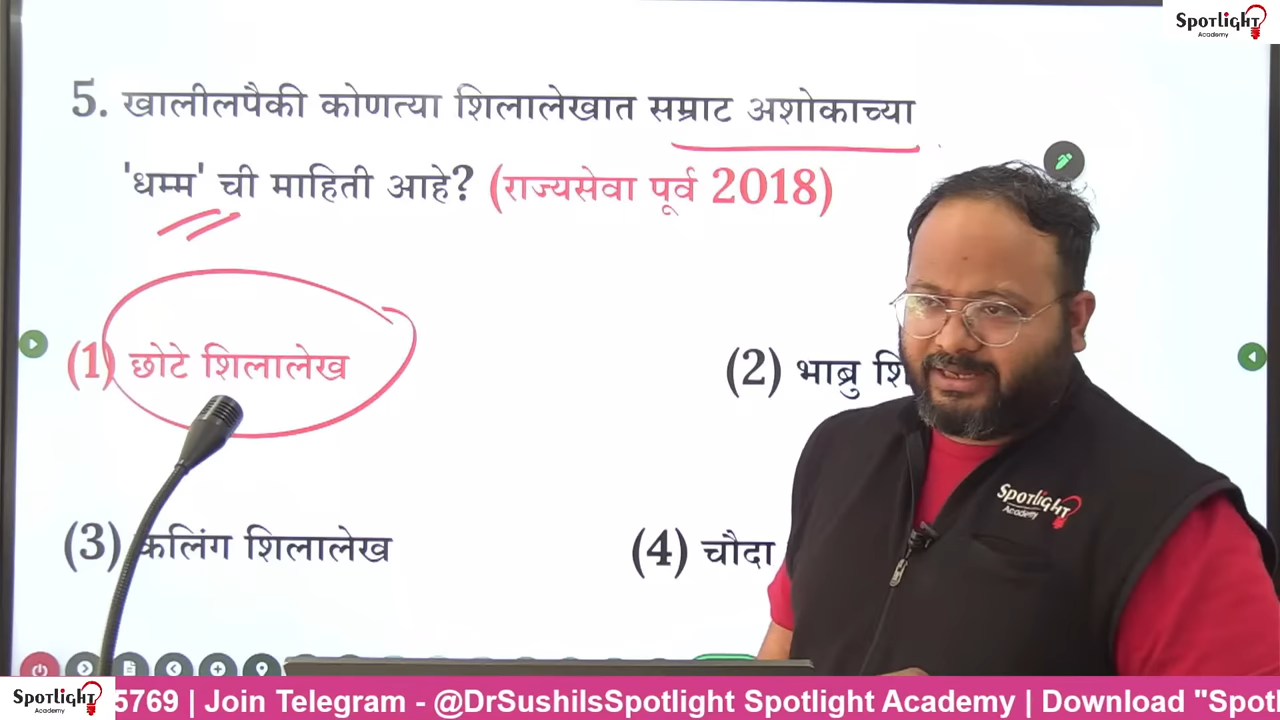 Spotlight
Academy
5. खालीलपैकी कोणत्या शिलालेखात सम्राट अशोकाच्या
'धम्म' ची माहिती आहे? (राज्यसेवा पूर्व 2018)
(1) छोटे शिलालेख
(2) भाब्रु
(3) कलिंग शिलालेख
(4) चौदा
Spotlight
Academy
Spotlight
Academy
5769 | Join Telegram - @DrSushilsSpotlight Spotlight Academy | Download "Spot